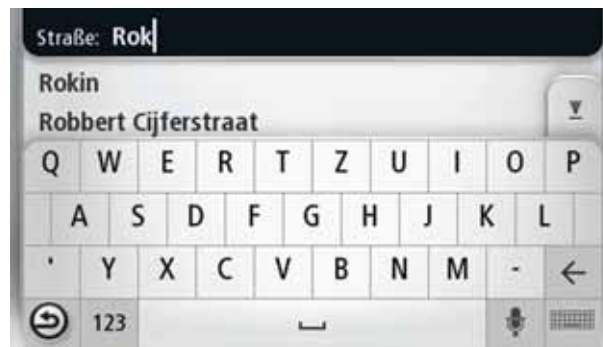 Straße: Rok
Rokin
Robbert Cijferstraat
Q W E R T Z U I O P
A S D F G H J K L
' Y X C V B N M -
123